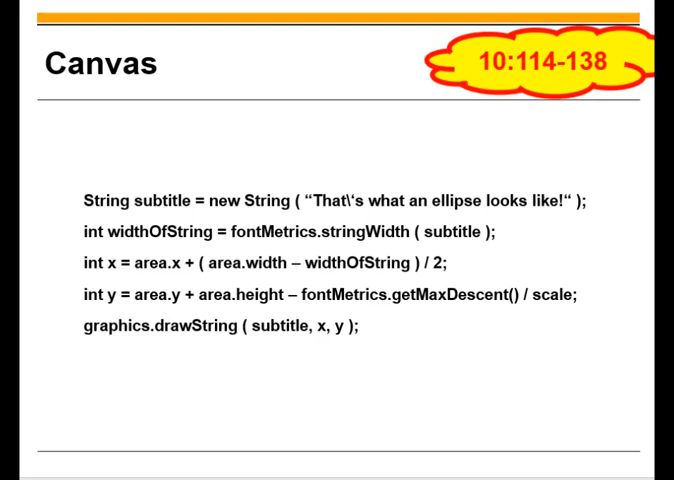 Canvas
10:114-138
String subtitle = new String ( “That\‘s what an ellipse looks like!“ );
int widthOfString = fontMetrics.stringWidth ( subtitle );
int x = area.x + ( area.width – widthOfString ) / 2;
int y = area.y + area.height – fontMetrics.getMaxDescent() / scale;
graphics.drawString ( subtitle, x, y );